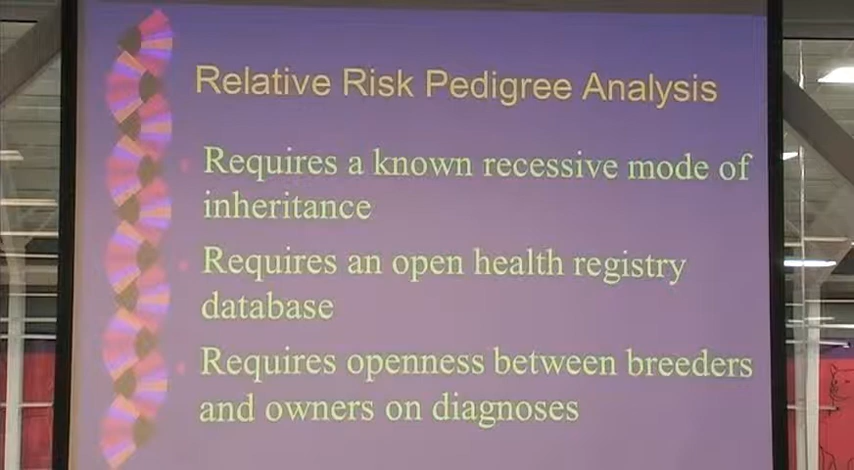 Relative Risk Pedigree Analysis
Requires a known recessive mode of
inheritance
Requires an open health registry
database
Requires openness between breeders
and owners on diagnoses